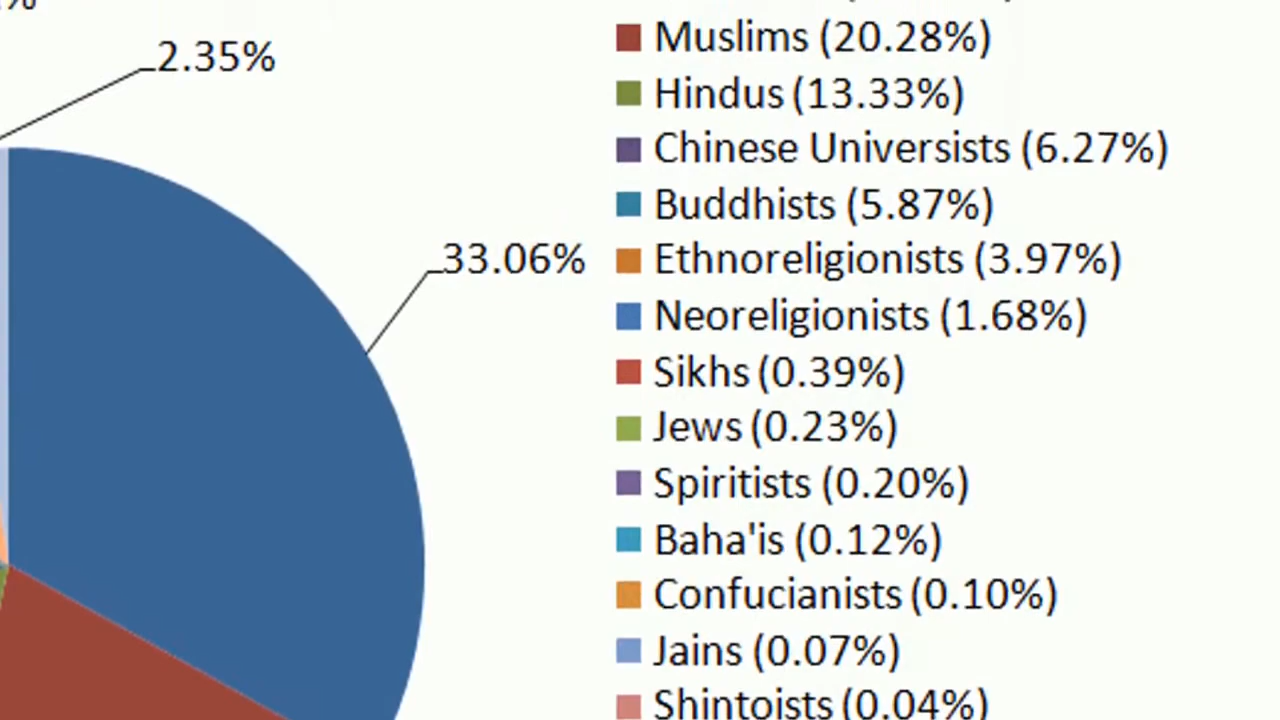 2.35%
33.06%
Muslims (20.28%)
Hindus (13.33%)
Chinese Universists (6.27%)
Buddhists (5.87%)
Ethnoreligionists (3.97%)
Neoreligionists (1.68%)
Sikhs (0.39%)
Jews (0.23%)
Spiritists (0.20%)
Baha'is (0.12%)
Confucianists (0.10%)
Jains (0.07%)
Shintoists (0.04%)